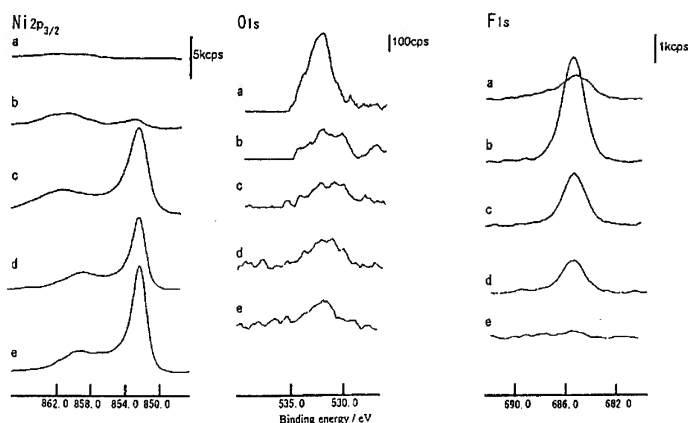 Ni2p3/2
5kcps
a
b
c
d
e
862.0 858.0 854.0 850.0
O1s
100cps
a
b
c
d
e
535.0 530.0
Binding energy / eV
F1s
1kcps
a
b
c
d
e
690.0 686.0 682.0